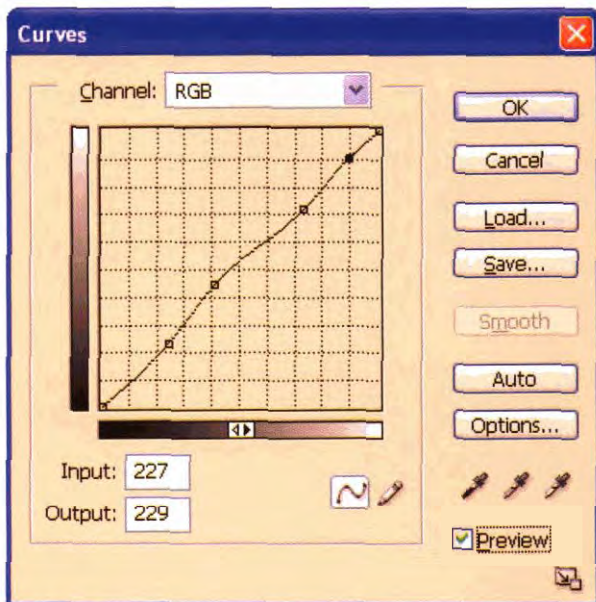 Curves
Channel: RGB
OK
Cancel
Load...
Save...
Smooth
Auto
Options...
Input: 227
Output: 229
Preview